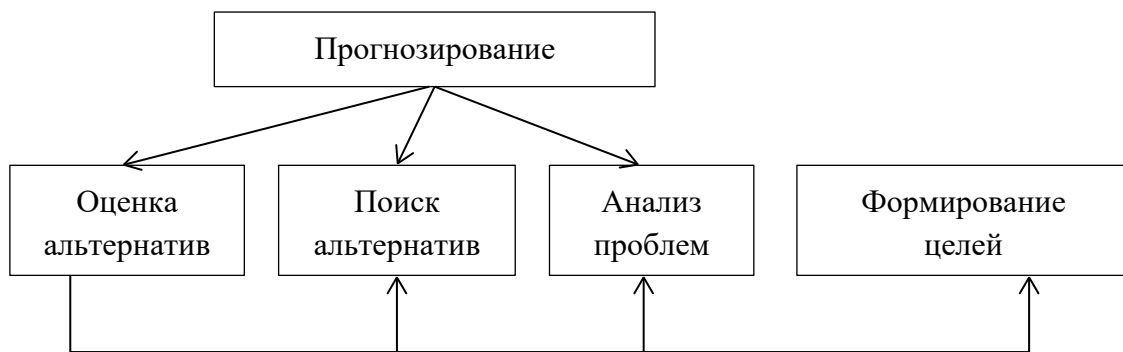 Прогнозирование
Оценка
альтернатив
Поиск
альтернатив
Анализ
проблем
Формирование
целей